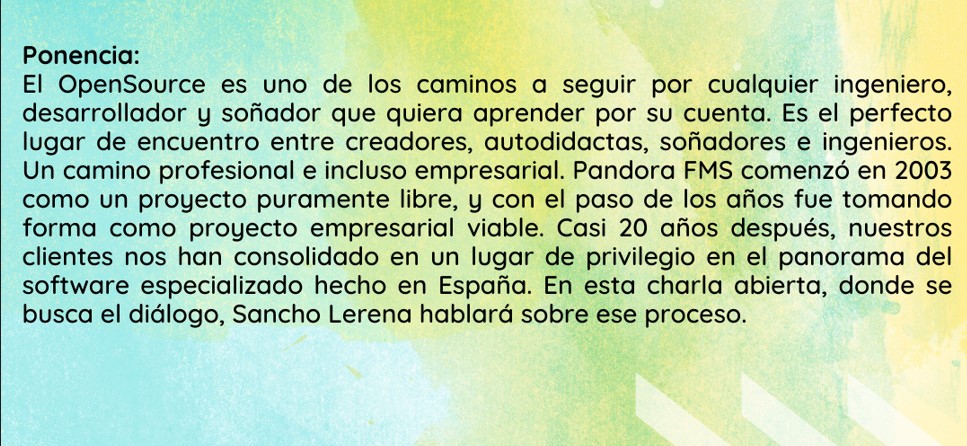 Ponencia:
El OpenSource es uno de los caminos a seguir por cualquier ingeniero,
desarrollador y soñador que quiera aprender por su cuenta. Es el perfecto
lugar de encuentro entre creadores, autodidactas, soñadores e ingenieros.
Un camino profesional e incluso empresarial. Pandora FMS comenzó en 2003
como un proyecto puramente libre, y con el paso de los años fue tomando
forma como proyecto empresarial viable. Casi 20 años después, nuestros
clientes nos han consolidado en un lugar de privilegio en el panorama del
software especializado hecho en España. En esta charla abierta, donde se
busca el diálogo, Sancho Lerena hablará sobre ese proceso.